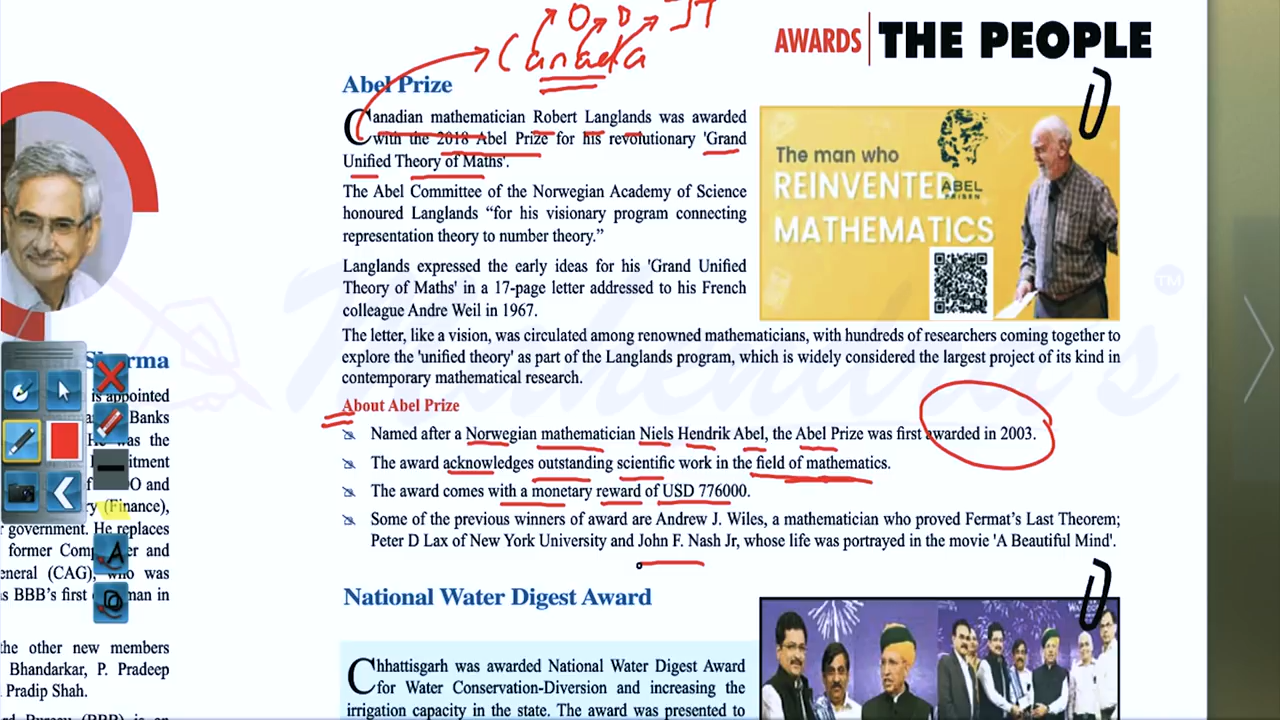 Canada
AWARDS THE PEOPLE
Abel Prize
Canadian mathematician Robert Langlands was awarded
with the 2018 Abel Prize for his revolutionary 'Grand
Unified Theory of Maths'.
The Abel Committee of the Norwegian Academy of Science
honoured Langlands “for his visionary program connecting
representation theory to number theory.”
Langlands expressed the early ideas for his 'Grand Unified
Theory of Maths' in a 17-page letter addressed to his French
colleague Andre Weil in 1967.
The letter, like a vision, was circulated among renowned mathematicians, with hundreds of researchers coming together to
explore the 'unified theory' as part of the Langlands program, which is widely considered the largest project of its kind in
contemporary mathematical research.
The man who
REINVENTED
MATHEMATICS
ABEL
PRISEN
About Abel Prize
Named after a Norwegian mathematician Niels Hendrik Abel, the Abel Prize was first awarded in 2003.
The award acknowledges outstanding scientific work in the field of mathematics.
The award comes with a monetary reward of USD 776000.
Some of the previous winners of award are Andrew J. Wiles, a mathematician who proved Fermat’s Last Theorem;
Peter D Lax of New York University and John F. Nash Jr, whose life was portrayed in the movie 'A Beautiful Mind'.
National Water Digest Award
Chhattisgarh was awarded National Water Digest Award
for Water Conservation-Diversion and increasing the
irrigation capacity in the state. The award was presented to
is appointed
Banks
was the
and
(Finance),
government. He replaces
former and
(CAG), who was
BBB’s first man in
the other new members
Bhandarkar, P. Pradeep
Pradip Shah.
TM